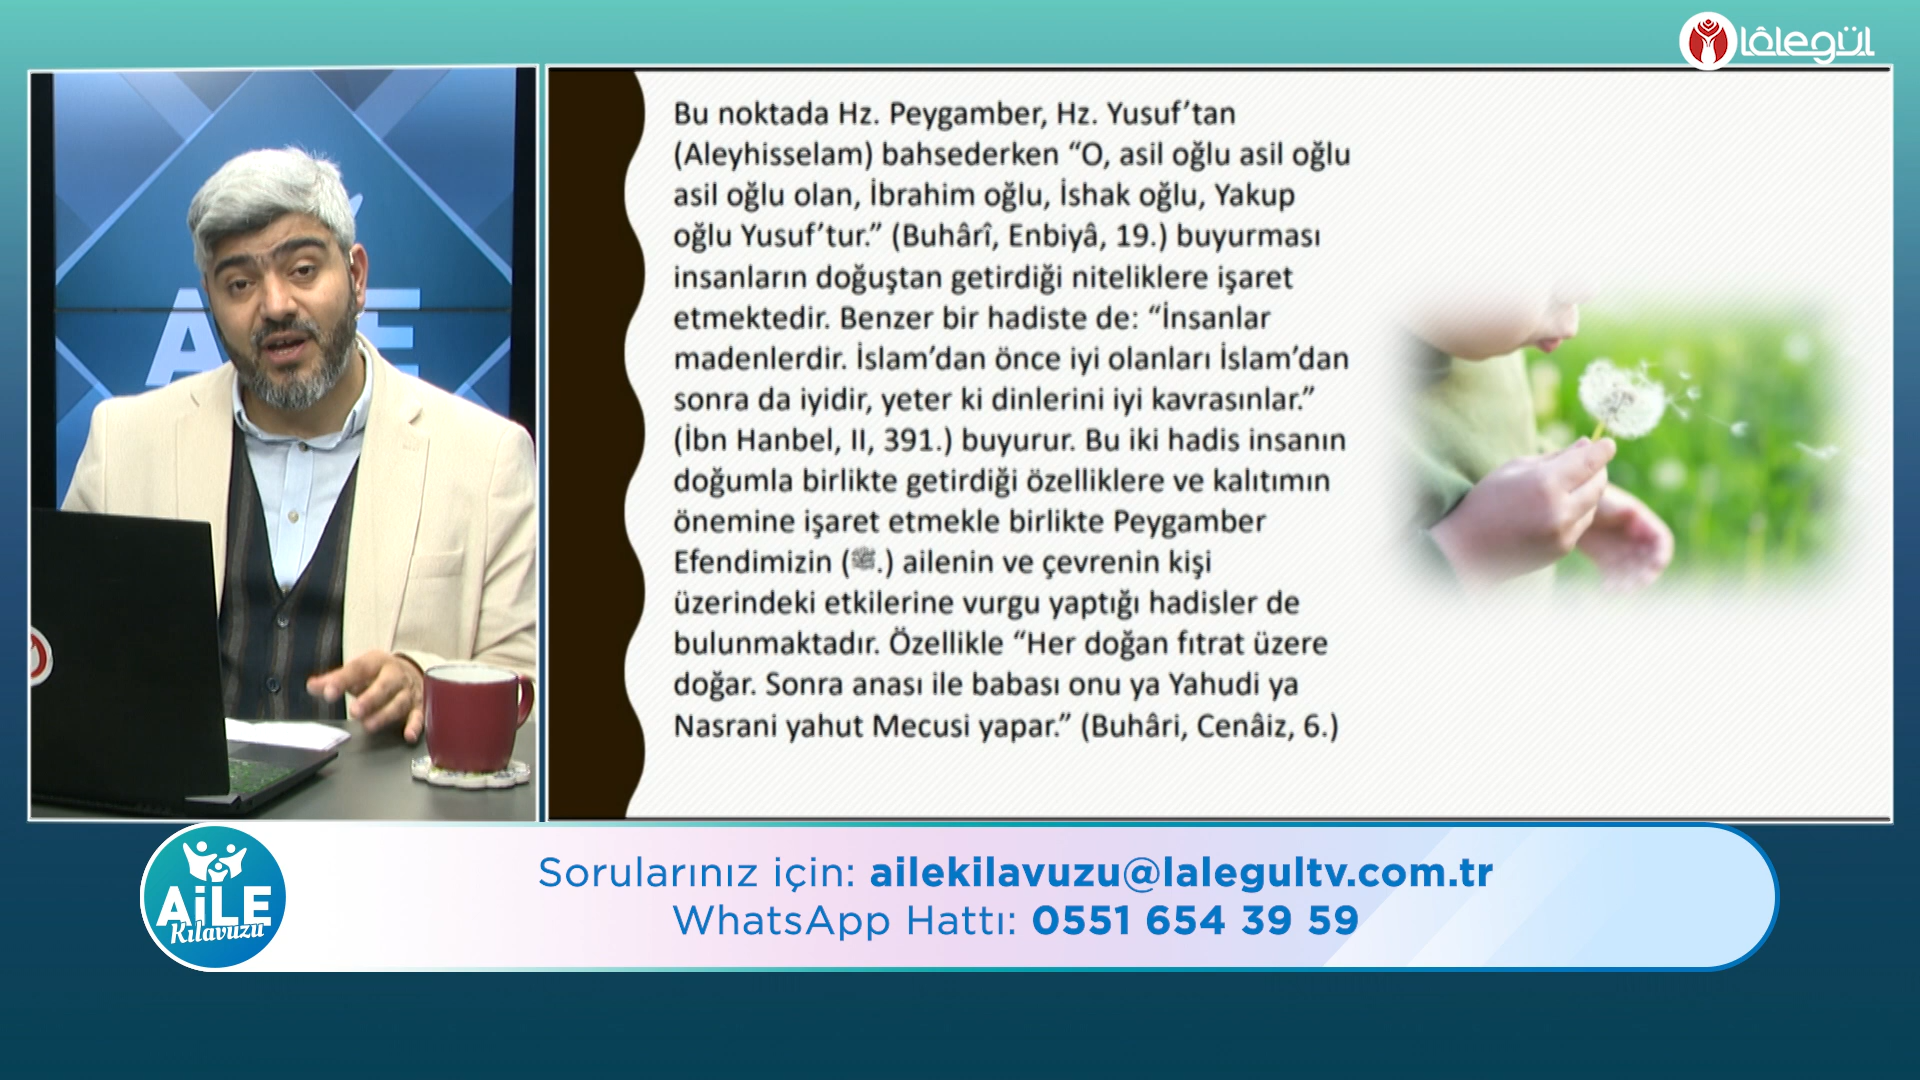 lâlegül
Bu noktada Hz. Peygamber, Hz. Yusuf’tan
(Aleyhisselam) bahsederken “O, asil oğlu asil oğlu
asil oğlu olan, İbrahim oğlu, İshak oğlu, Yakup
oğlu Yusuf’tur.” (Buhârî, Enbiyâ, 19.) buyurması
insanların doğuştan getirdiği niteliklere işaret
etmektedir. Benzer bir hadiste de: “İnsanlar
madenlerdir. İslam’dan önce iyi olanları İslam’dan
sonra da iyidir, yeter ki dinlerini iyi kavrasınlar.”
(İbn Hanbel, II, 391.) buyurur. Bu iki hadis insanın
doğumla birlikte getirdiği özelliklere ve kalıtımın
önemine işaret etmekle birlikte Peygamber
Efendimizin (ﷺ.) ailenin ve çevrenin kişi
üzerindeki etkilerine vurgu yaptığı hadisler de
bulunmaktadır. Özellikle “Her doğan fıtrat üzere
doğar. Sonra anası ile babası onu ya Yahudi ya
Nasrani yahut Mecusi yapar.” (Buhâri, Cenâiz, 6.)
AiLE
Kılavuzu
Sorularınız için: ailekilavuzu@lalegultv.com.tr
WhatsApp Hattı: 0551 654 39 59